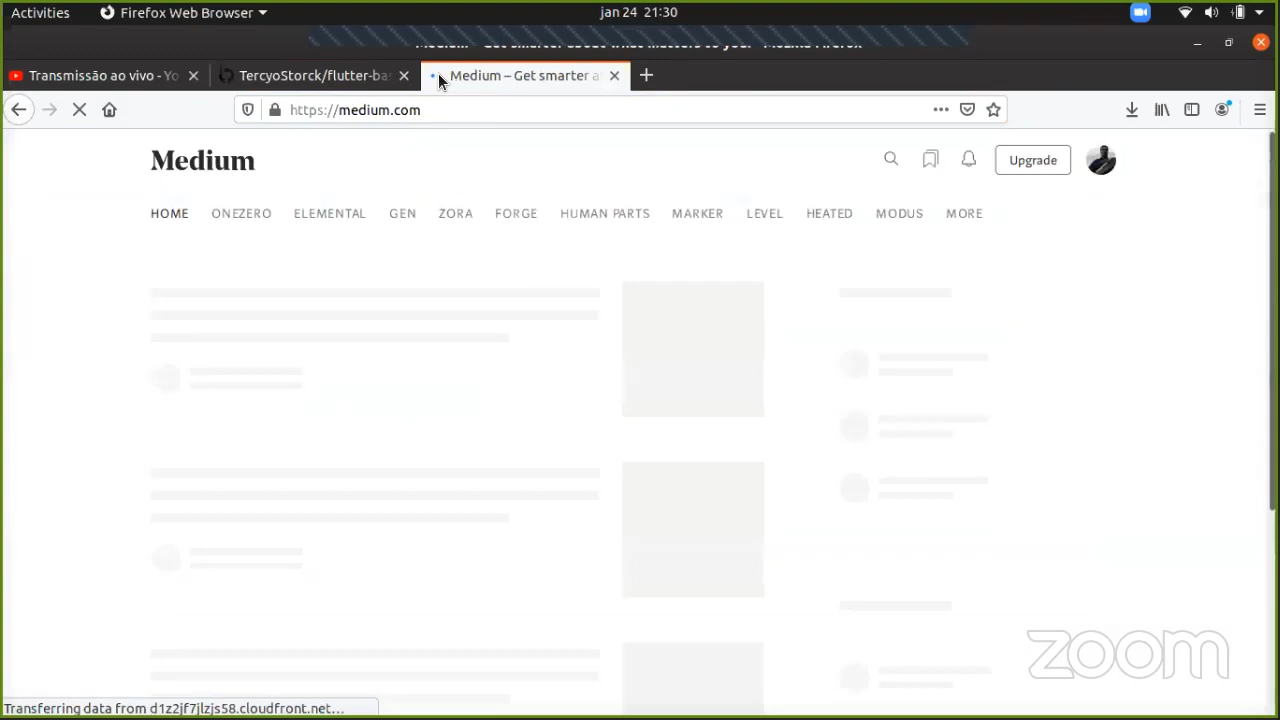 Activities
Firefox Web Browser
jan 24 21:30
Medium – Get smarter about what matters to you - Mozilla Firefox
Transmissão ao vivo - Yo
TercyoStorck/flutter-ba
Medium – Get smarter a
https://medium.com
Medium
Upgrade
HOME ONEZERO ELEMENTAL GEN ZORA FORGE HUMAN PARTS MARKER LEVEL HEATED MODUS MORE
zoom
Transferring data from d1z2jf7jlzjs58.cloudfront.net…